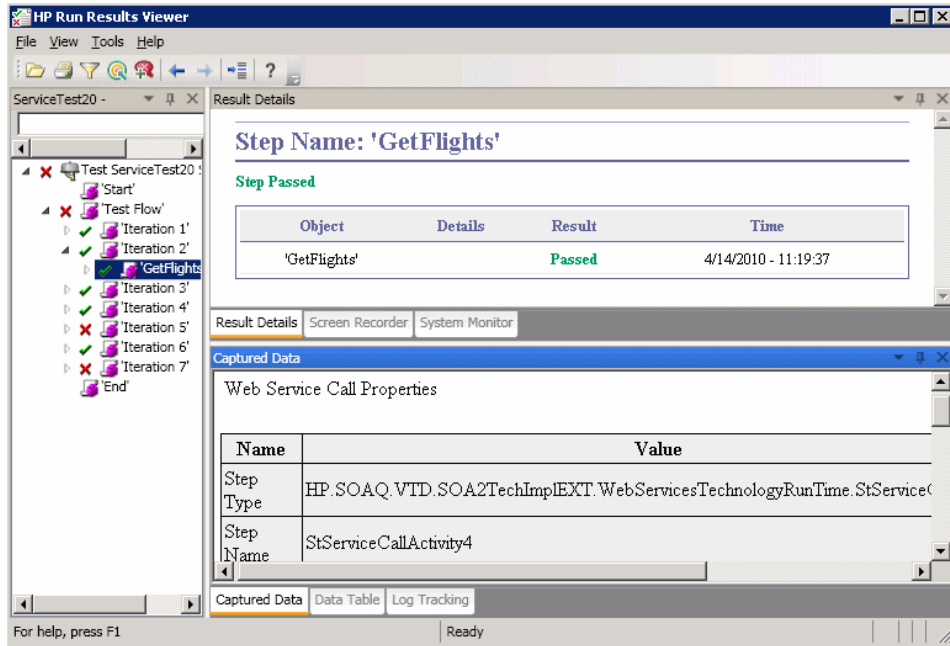 HP Run Results Viewer
File View Tools Help
ServiceTest20 -
Test ServiceTest20
'Start'
'Test Flow'
'Iteration 1'
'Iteration 2'
'GetFlights
'Iteration 3'
'Iteration 4'
'Iteration 5'
'Iteration 6'
'Iteration 7'
'End'
Result Details
Step Name: 'GetFlights'
Step Passed
Object Details Result Time
'GetFlights' Passed 4/14/2010 - 11:19:37
Result Details Screen Recorder System Monitor
Captured Data
Web Service Call Properties
Name Value
Step Type HP.SOAQ.VTD.SOA2TechImplEXT.WebServicesTechnologyRunTime.StService
Step Name StServiceCallActivity4
Captured Data Data Table Log Tracking
For help, press F1 Ready